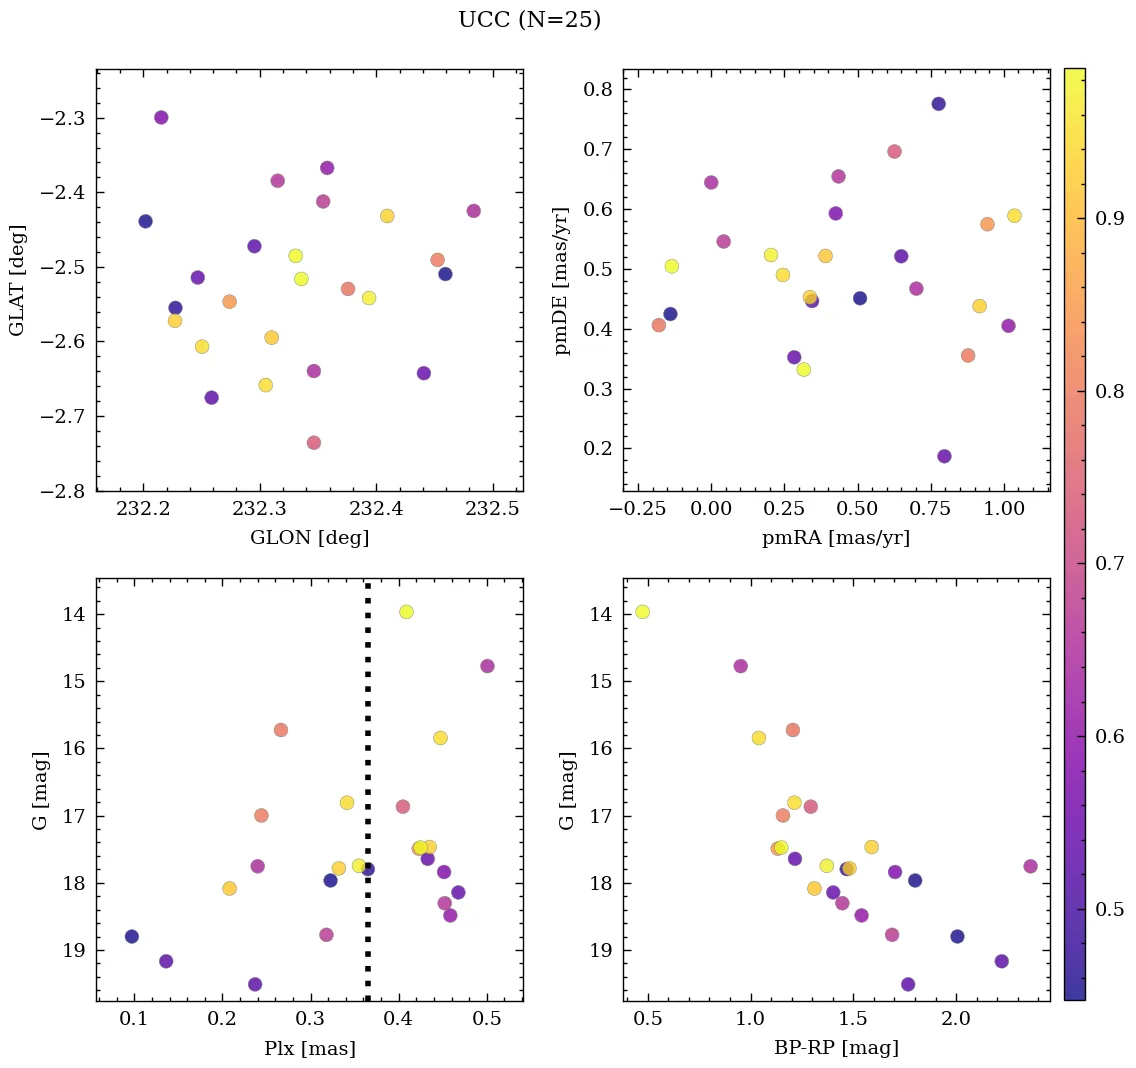 UCC (N=25)
−2.3
−2.4
−2.5
−2.6
−2.7
−2.8
GLAT [deg]
232.2 232.3 232.4 232.5
GLON [deg]
0.8
0.7
0.6
0.5
0.4
0.3
0.2
pmDE [mas/yr]
−0.25 0.00 0.25 0.50 0.75 1.00
pmRA [mas/yr]
14
15
16
17
18
19
G [mag]
0.1 0.2 0.3 0.4 0.5
Plx [mas]
14
15
16
17
18
19
G [mag]
0.5 1.0 1.5 2.0
BP-RP [mag]
0.9
0.8
0.7
0.6
0.5